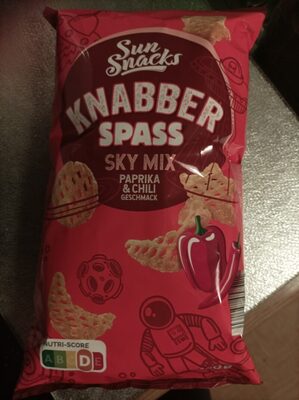 Sun
Snacks
KNABBER
SPASS
SKY MIX
PAPRIKA
& CHILI
GESCHMACK
NUTRI-SCORE
A B C D E